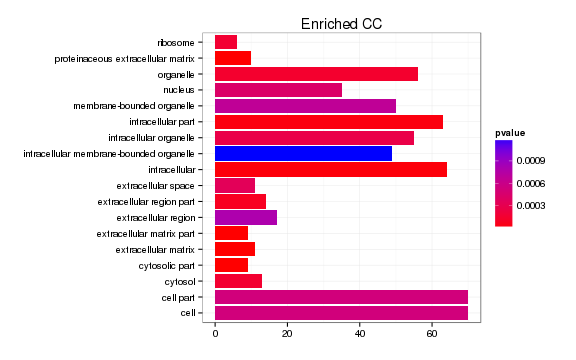 Enriched CC
ribosome
proteinaceous extracellular matrix
organelle
nucleus
membrane-bounded organelle
intracellular part
intracellular organelle
intracellular membrane-bounded organelle
intracellular
extracellular space
extracellular region part
extracellular region
extracellular matrix part
extracellular matrix
cytosolic part
cytosol
cell part
cell
0 20 40 60
pvalue
0.0009
0.0006
0.0003